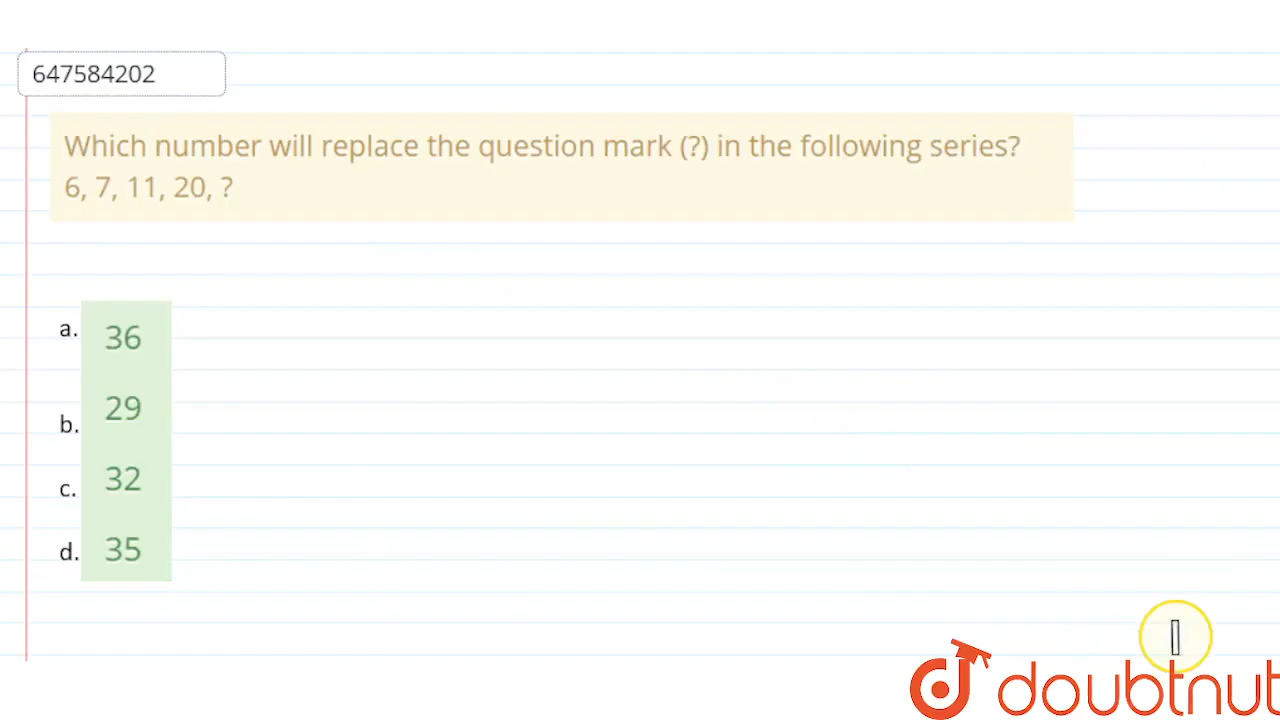 647584202
Which number will replace the question mark (?) in the following series?
6, 7, 11, 20, ?
a. 36
b. 29
c. 32
d. 35
doubtnut